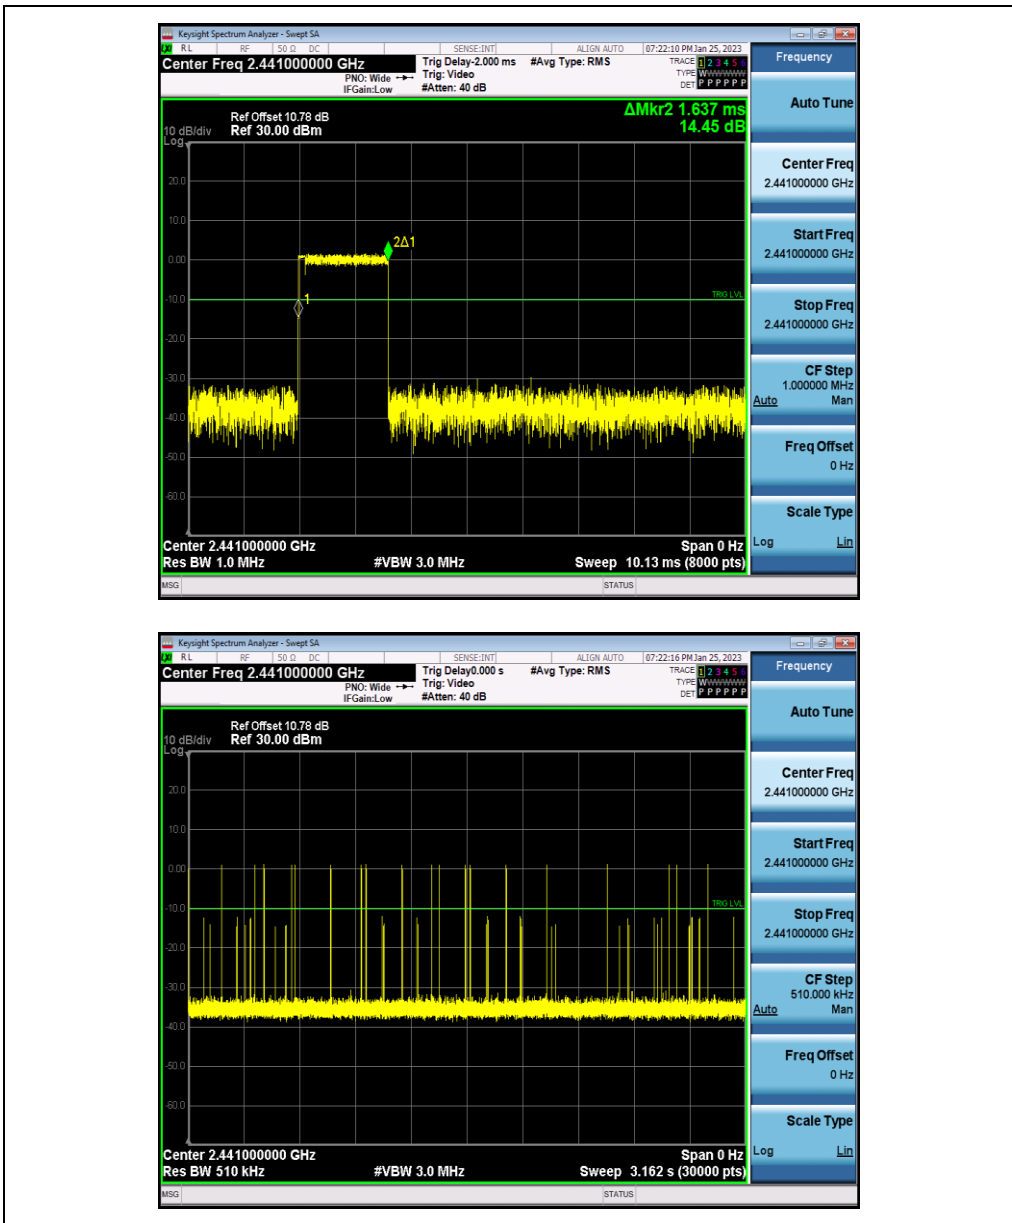 Keysight Spectrum Analyzer - Swept SA
RL RF 50 Ω DC SENSE:INT ALIGN AUTO 07:22:10 PM Jan 25, 2023
Center Freq 2.441000000 GHz
PNO: Wide
IFGain:Low
Trig Delay-2.000 ms
Trig: Video
#Atten: 40 dB
#Avg Type: RMS
TRACE 1 2 3 4 5 6
TYPE WWWWWW
DET P P P P P P
Frequency
Auto Tune
ΔMkr2 1.637 ms
14.45 dB
Ref Offset 10.78 dB
10 dB/div Ref 30.00 dBm
Log
20.0
10.0
0.00
-10.0
-20.0
-30.0
-40.0
-50.0
-60.0
2Δ1
1
TRIG LVL
Center Freq
2.441000000 GHz
Start Freq
2.441000000 GHz
Stop Freq
2.441000000 GHz
CF Step
1.000000 MHz
Auto Man
Freq Offset
0 Hz
Scale Type
Log Lin
Center 2.441000000 GHz Span 0 Hz
Res BW 1.0 MHz #VBW 3.0 MHz Sweep 10.13 ms (8000 pts)
MSG STATUS
Keysight Spectrum Analyzer - Swept SA
RL RF 50 Ω DC SENSE:INT ALIGN AUTO 07:22:16 PM Jan 25, 2023
Center Freq 2.441000000 GHz
PNO: Wide
IFGain:Low
Trig Delay0.000 s
Trig: Video
#Atten: 40 dB
#Avg Type: RMS
TRACE 1 2 3 4 5 6
TYPE WWWWWW
DET P P P P P P
Frequency
Auto Tune
Ref Offset 10.78 dB
10 dB/div Ref 30.00 dBm
Log
20.0
10.0
0.00
-10.0
-20.0
-30.0
-40.0
-50.0
-60.0
TRIG LVL
Center Freq
2.441000000 GHz
Start Freq
2.441000000 GHz
Stop Freq
2.441000000 GHz
CF Step
510.000 kHz
Auto Man
Freq Offset
0 Hz
Scale Type
Log Lin
Center 2.441000000 GHz Span 0 Hz
Res BW 510 kHz #VBW 3.0 MHz Sweep 3.162 s (30000 pts)
MSG STATUS